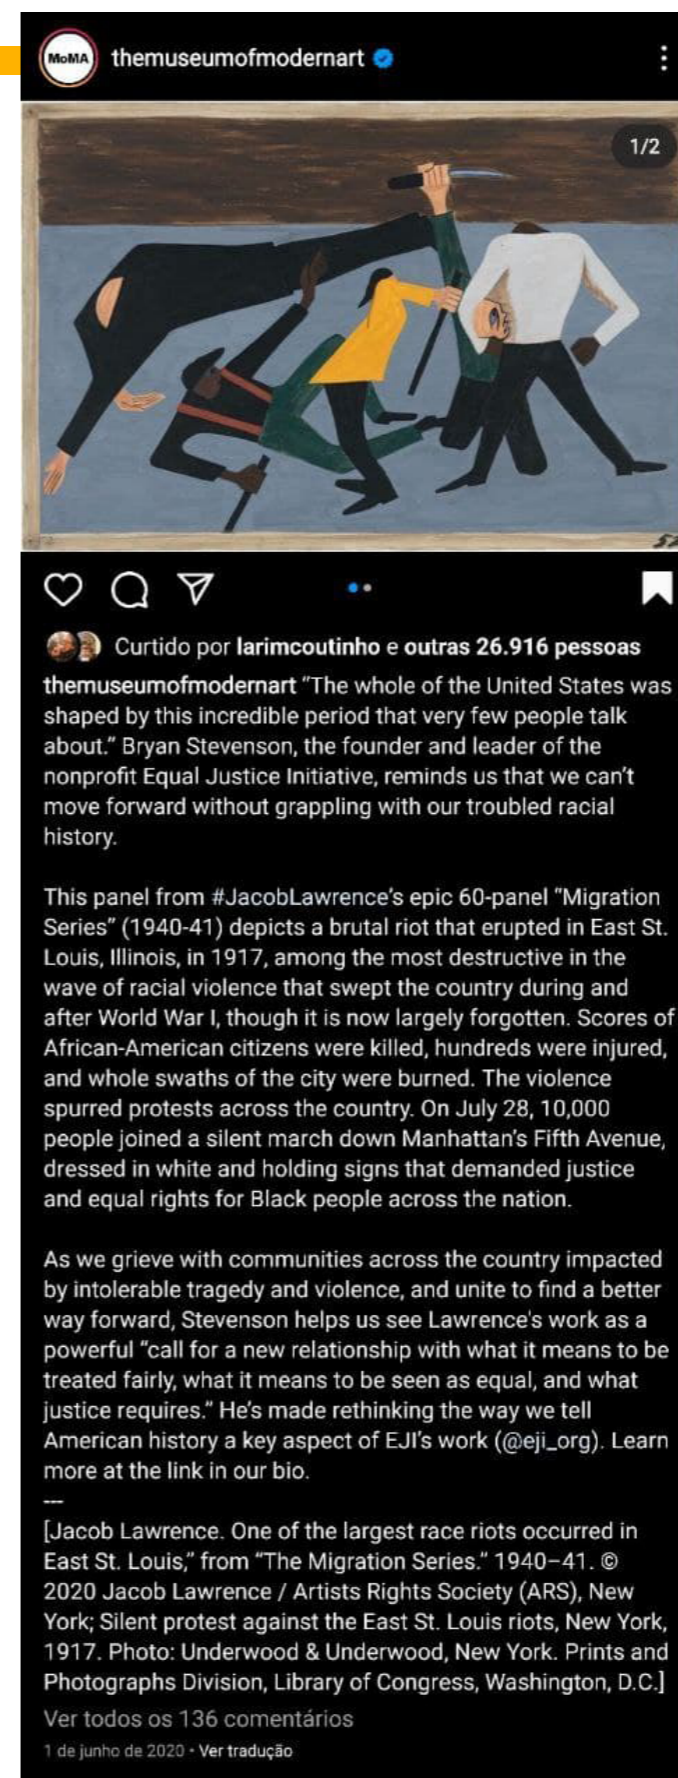 MoMA
themuseumofmodernart
1/2
Curtido por larimcoutinho e outras 26.916 pessoas
themuseumofmodernart “The whole of the United States was
shaped by this incredible period that very few people talk
about.” Bryan Stevenson, the founder and leader of the
nonprofit Equal Justice Initiative, reminds us that we can’t
move forward without grappling with our troubled racial
history.
This panel from #JacobLawrence’s epic 60-panel “Migration
Series” (1940-41) depicts a brutal riot that erupted in East St.
Louis, Illinois, in 1917, among the most destructive in the
wave of racial violence that swept the country during and
after World War I, though it is now largely forgotten. Scores of
African-American citizens were killed, hundreds were injured,
and whole swaths of the city were burned. The violence
spurred protests across the country. On July 28, 10,000
people joined a silent march down Manhattan’s Fifth Avenue,
dressed in white and holding signs that demanded justice
and equal rights for Black people across the nation.
As we grieve with communities across the country impacted
by intolerable tragedy and violence, and unite to find a better
way forward, Stevenson helps us see Lawrence's work as a
powerful “call for a new relationship with what it means to be
treated fairly, what it means to be seen as equal, and what
justice requires.” He’s made rethinking the way we tell
American history a key aspect of EJI’s work (@eji_org). Learn
more at the link in our bio.
---
[Jacob Lawrence. One of the largest race riots occurred in
East St. Louis,” from “The Migration Series.” 1940–41. ©
2020 Jacob Lawrence / Artists Rights Society (ARS), New
York; Silent protest against the East St. Louis riots, New York,
1917. Photo: Underwood & Underwood, New York. Prints and
Photographs Division, Library of Congress, Washington, D.C.]
Ver todos os 136 comentários
1 de junho de 2020 • Ver tradução